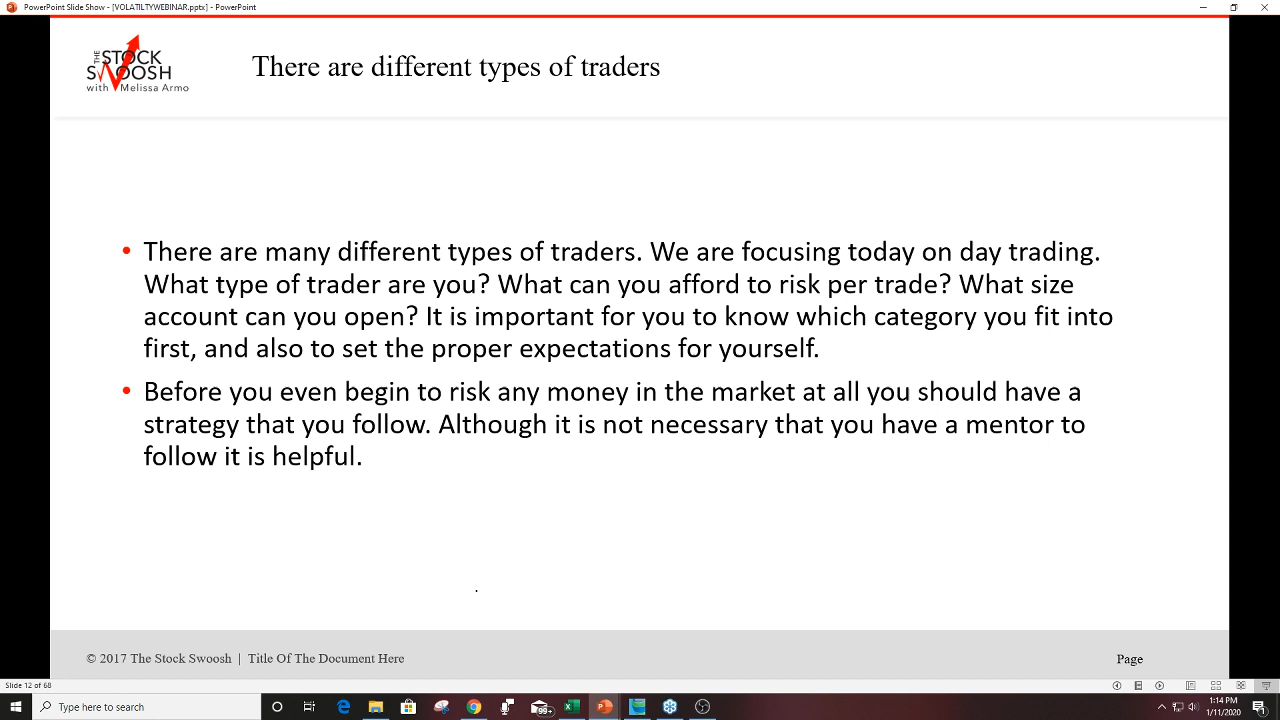 PowerPoint Slide Show - [VOLATILTYWEBINAR.pptx] - PowerPoint
THE
STOCK
SWOOSH
with Melissa Armo
There are different types of traders
• There are many different types of traders. We are focusing today on day trading.
What type of trader are you? What can you afford to risk per trade? What size
account can you open? It is important for you to know which category you fit into
first, and also to set the proper expectations for yourself.
• Before you even begin to risk any money in the market at all you should have a
strategy that you follow. Although it is not necessary that you have a mentor to
follow it is helpful.
© 2017 The Stock Swoosh | Title Of The Document Here
Page
Slide 12 of 68
Type here to search
99+
1:14 PM
1/11/2020
1